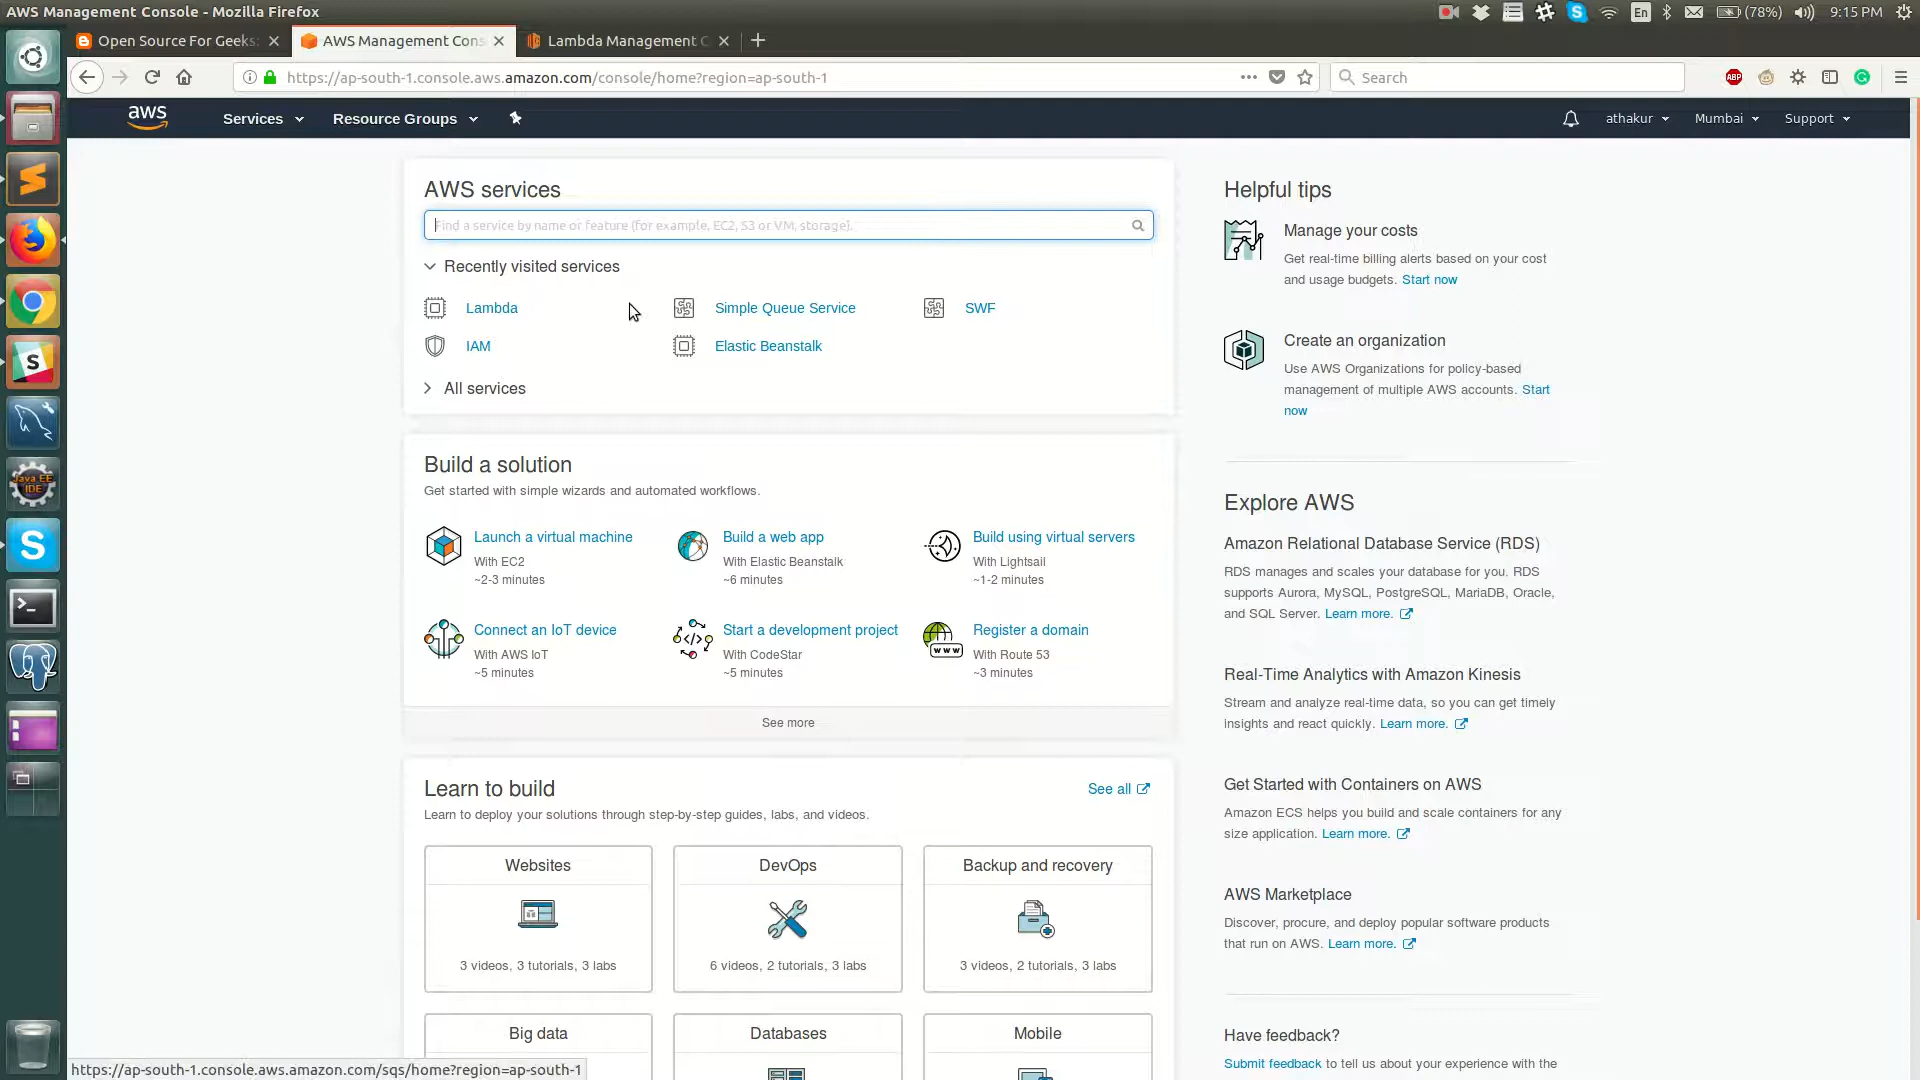 AWS Management Console - Mozilla Firefox
En
(78%)
9:15 PM
Open Source For Geeks:
AWS Management Cons
Lambda Management C
https://ap-south-1.console.aws.amazon.com/console/home?region=ap-south-1
Search
ABP
aws
Services
Resource Groups
athakur
Mumbai
Support
AWS services
Find a service by name or feature (for example, EC2, S3 or VM, storage).
Recently visited services
Lambda
Simple Queue Service
SWF
IAM
Elastic Beanstalk
All services
Build a solution
Get started with simple wizards and automated workflows.
Launch a virtual machine
With EC2
~2-3 minutes
Build a web app
With Elastic Beanstalk
~6 minutes
Build using virtual servers
With Lightsail
~1-2 minutes
Connect an IoT device
With AWS IoT
~5 minutes
Start a development project
With CodeStar
~5 minutes
Register a domain
With Route 53
~3 minutes
www
See more
Learn to build
See all
Learn to deploy your solutions through step-by-step guides, labs, and videos.
Websites
3 videos, 3 tutorials, 3 labs
DevOps
6 videos, 2 tutorials, 3 labs
Backup and recovery
3 videos, 2 tutorials, 3 labs
Big data
Databases
Mobile
Helpful tips
Manage your costs
Get real-time billing alerts based on your cost
and usage budgets. Start now
Create an organization
Use AWS Organizations for policy-based
management of multiple AWS accounts. Start
now
Explore AWS
Amazon Relational Database Service (RDS)
RDS manages and scales your database for you. RDS
supports Aurora, MySQL, PostgreSQL, MariaDB, Oracle,
and SQL Server. Learn more.
Real-Time Analytics with Amazon Kinesis
Stream and analyze real-time data, so you can get timely
insights and react quickly. Learn more.
Get Started with Containers on AWS
Amazon ECS helps you build and scale containers for any
size application. Learn more.
AWS Marketplace
Discover, procure, and deploy popular software products
that run on AWS. Learn more.
Have feedback?
Submit feedback to tell us about your experience with the
Java EE
IDE
https://ap-south-1.console.aws.amazon.com/sqs/home?region=ap-south-1